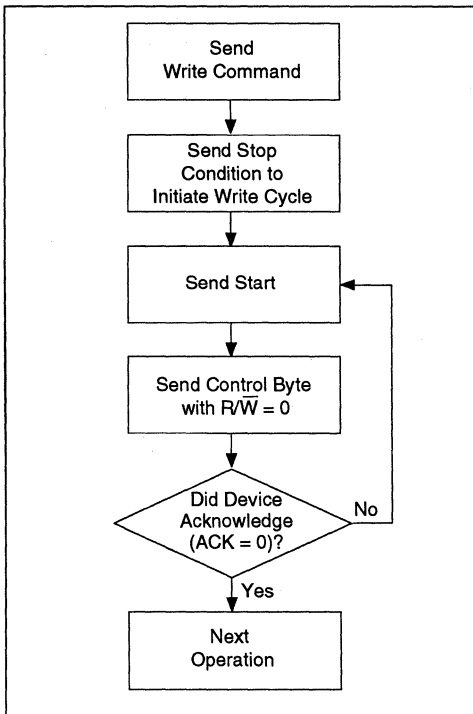 Send
Write Command
Send Stop
Condition to
Initiate Write Cycle
Send Start
Send Control Byte
with R/W̅ = 0
Did Device
Acknowledge
(ACK = 0)?
No
Yes
Next
Operation